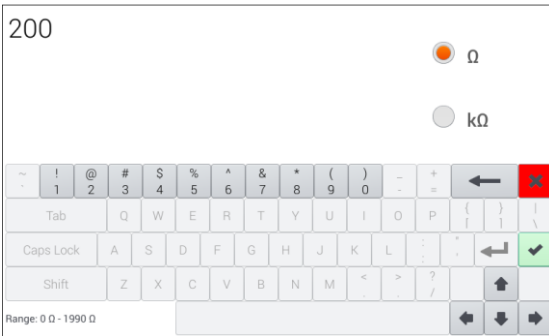 200
Ω
kΩ
~ ! @ # $ % ^ & * ( ) _ +
` 1 2 3 4 5 6 7 8 9 0 - =
Tab Q W E R T Y U I O P { } |
[ ] \
Caps Lock A S D F G H J K L : "
; '
Shift Z X C V B N M < > ?
, . /
Range: 0 Ω - 1990 Ω